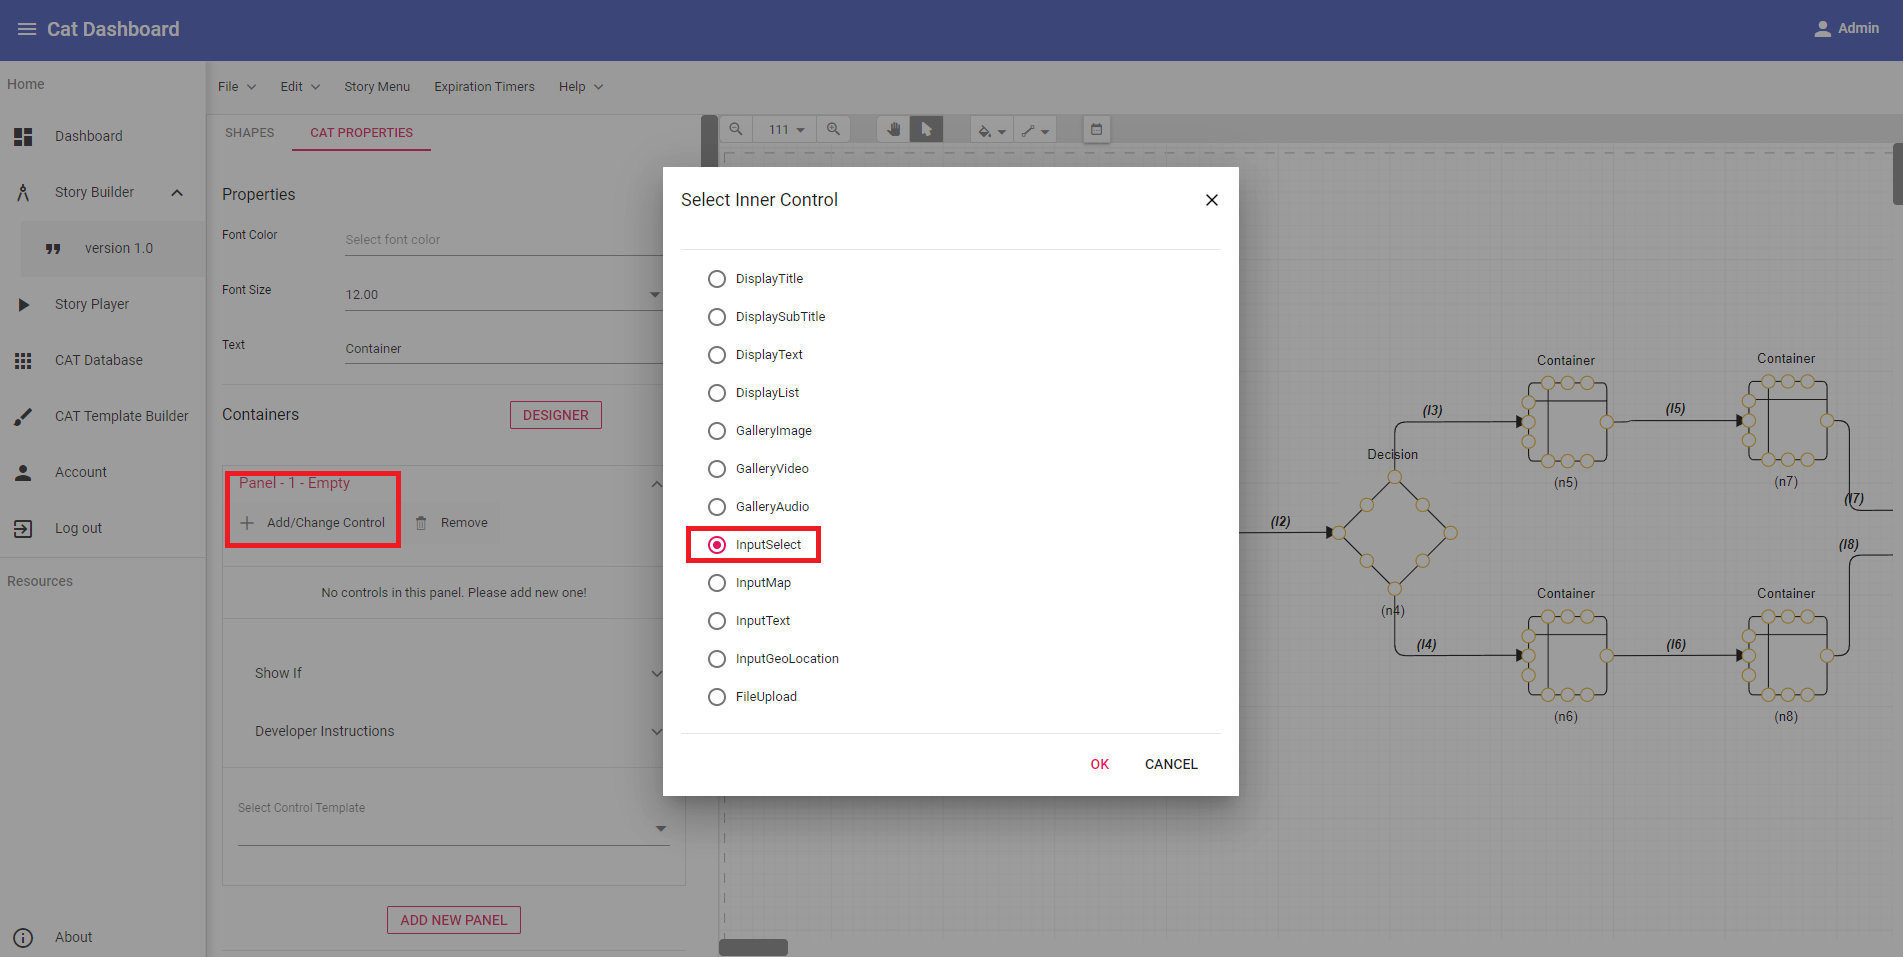 Cat Dashboard
Admin
Home
Dashboard
Story Builder
version 1.0
Story Player
CAT Database
CAT Template Builder
Account
Log out
Resources
About
File
Edit
Story Menu
Expiration Timers
Help
SHAPES
CAT PROPERTIES
111
Properties
Font Color
Select font color
Font Size
12.00
Text
Container
Containers
DESIGNER
Panel - 1 - Empty
Add/Change Control
Remove
No controls in this panel. Please add new one!
Show If
Developer Instructions
Select Control Template
ADD NEW PANEL
Select Inner Control
DisplayTitle
DisplaySubTitle
DisplayText
DisplayList
GalleryImage
GalleryVideo
GalleryAudio
InputSelect
InputMap
InputText
InputGeoLocation
FileUpload
OK
CANCEL
(l2)
Decision
(n4)
(l3)
Container
(n5)
(l5)
Container
(n7)
(l7)
(l4)
Container
(n6)
(l6)
Container
(n8)
(l8)